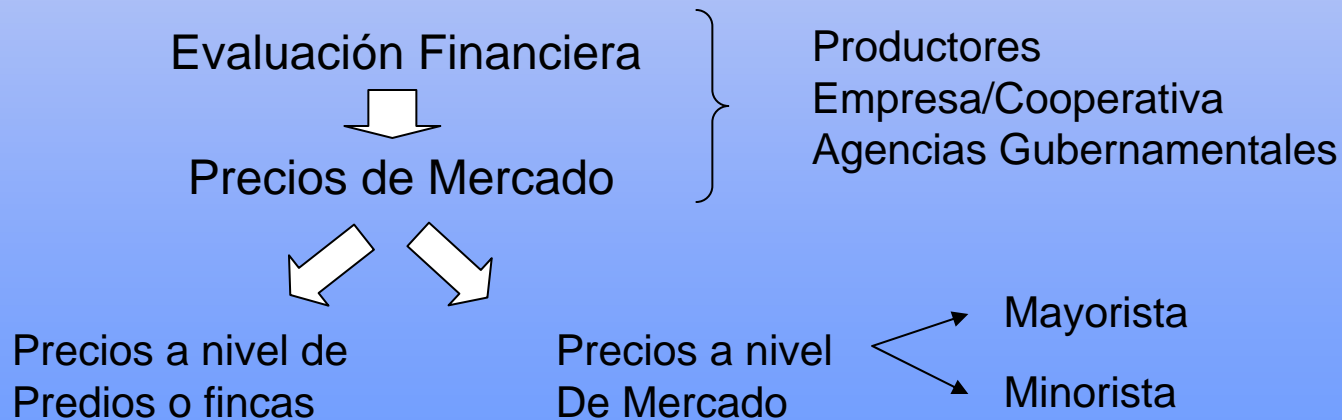 Evaluación Financiera
Precios de Mercado
Productores
Empresa/Cooperativa
Agencias Gubernamentales
Precios a nivel de
Predios o fincas
Precios a nivel
De Mercado
Mayorista
Minorista